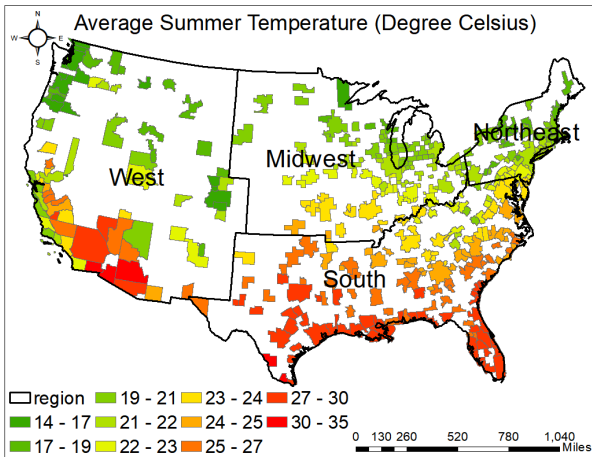 Average Summer Temperature (Degree Celsius)
N
W E
S
Northeast
Midwest
West
South
region 19 - 21 23 - 24 27 - 30
14 - 17 21 - 22 24 - 25 30 - 35
17 - 19 22 - 23 25 - 27
0 130 260 520 780 1,040
Miles